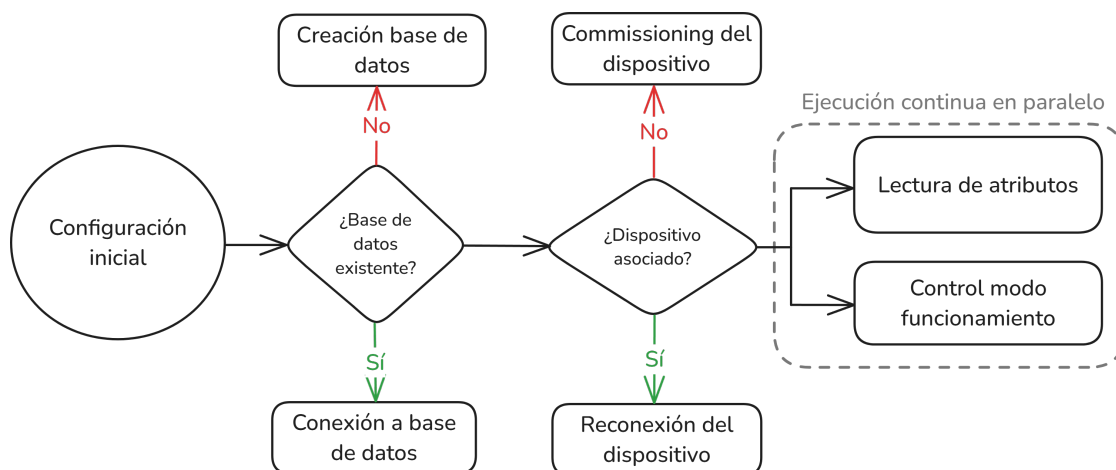 Creación base de
datos
Commissioning del
dispositivo
Ejecución continua en paralelo
No
No
Configuración
inicial
¿Base de
datos
existente?
¿Dispositivo
asociado?
Lectura de atributos
Control modo
funcionamiento
Sí
Sí
Conexión a base
de datos
Reconexión del
dispositivo